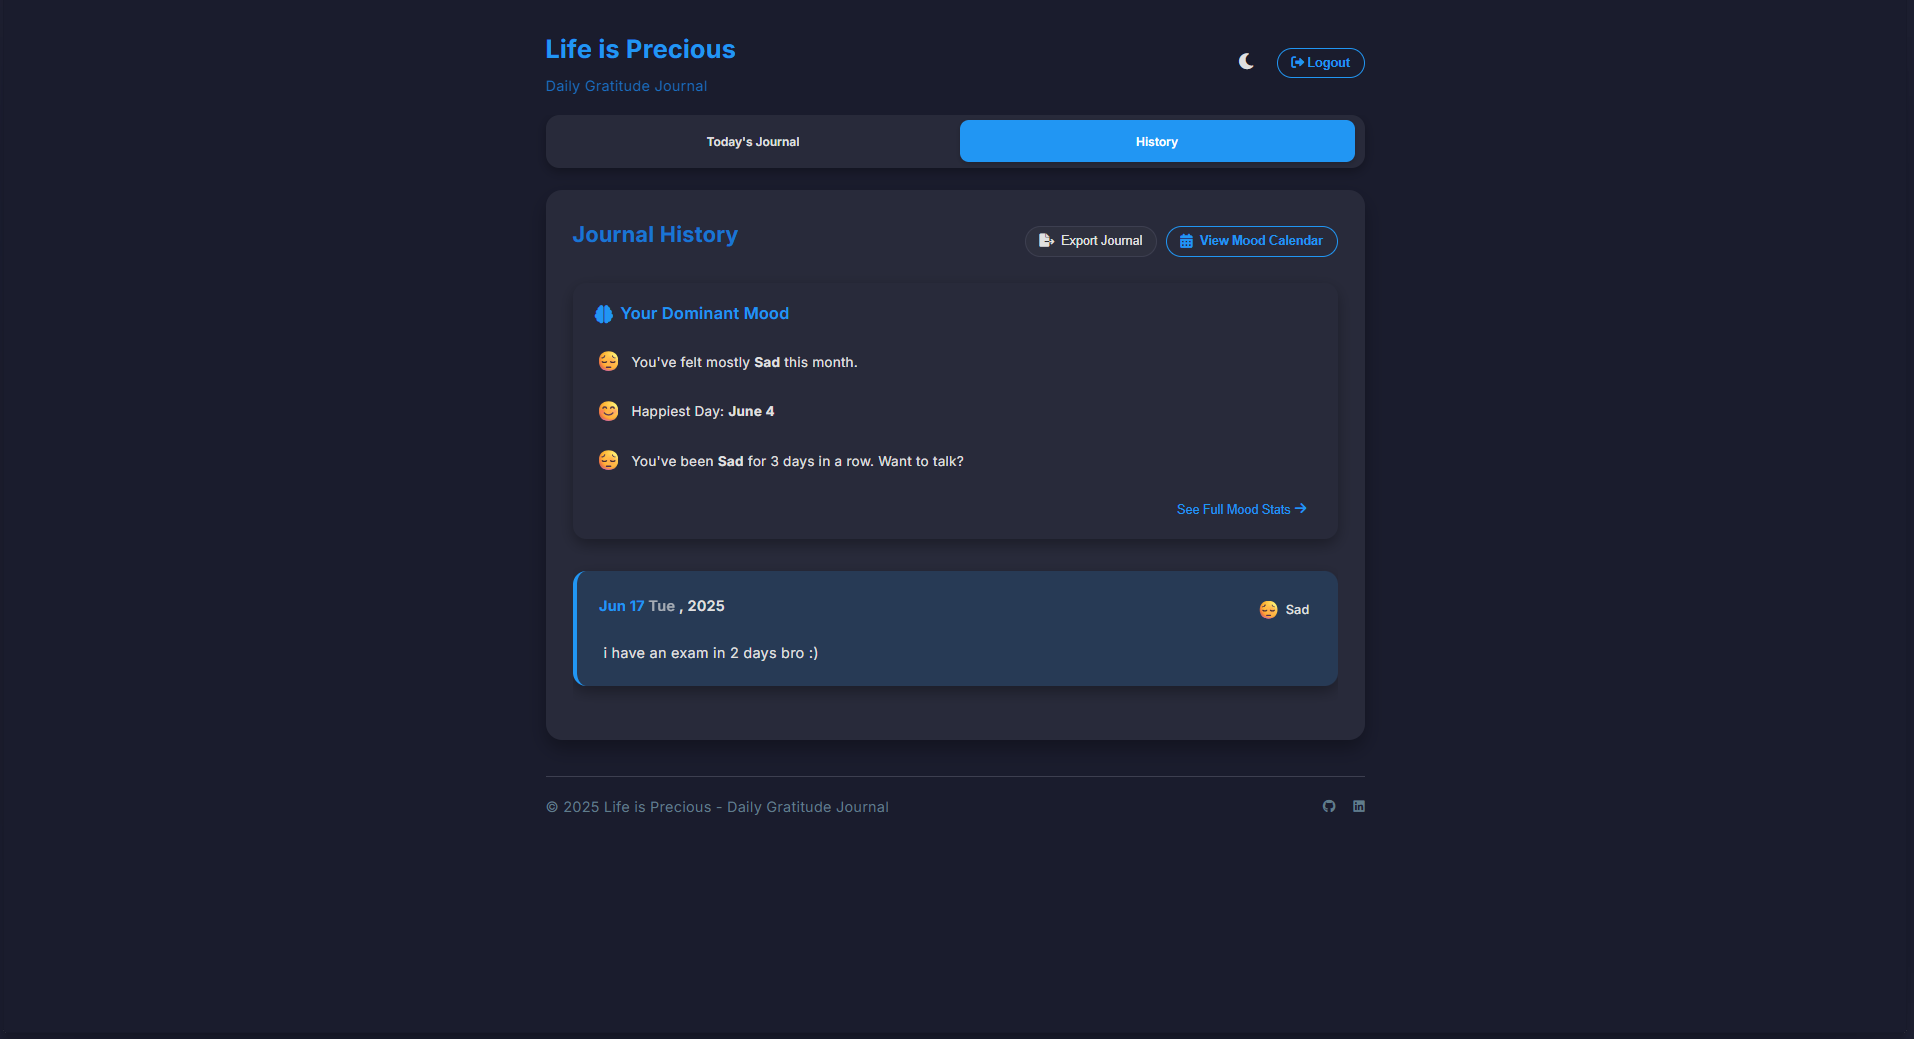 Life is Precious
Daily Gratitude Journal
Logout
Today's Journal
History
Journal History
Export Journal
View Mood Calendar
Your Dominant Mood
You've felt mostly Sad this month.
Happiest Day: June 4
You've been Sad for 3 days in a row. Want to talk?
See Full Mood Stats
Jun 17 Tue , 2025
Sad
i have an exam in 2 days bro :)
© 2025 Life is Precious - Daily Gratitude Journal